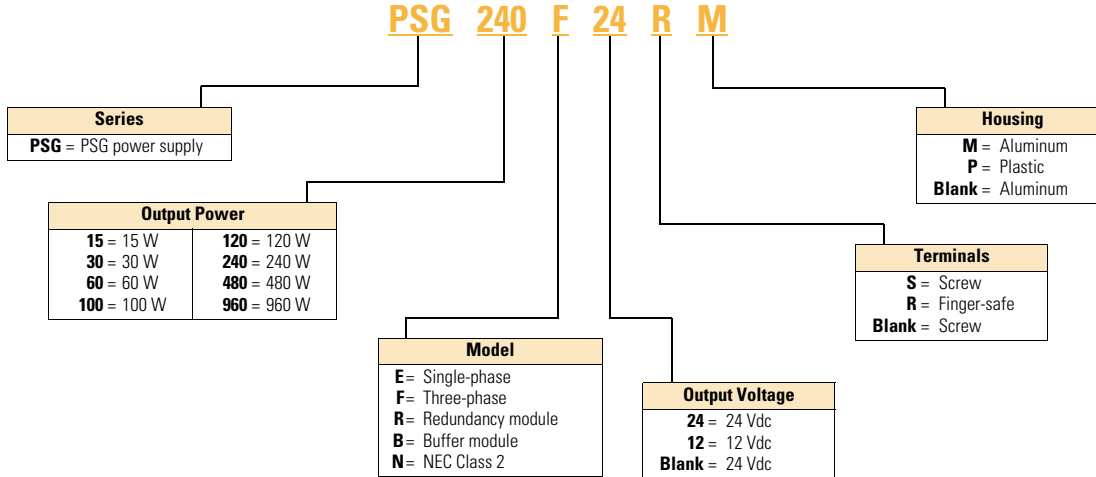 PSG 240 F 24 R M
Series
PSG = PSG power supply
Output Power
15 = 15 W
30 = 30 W
60 = 60 W
100 = 100 W
120 = 120 W
240 = 240 W
480 = 480 W
960 = 960 W
Model
E = Single-phase
F = Three-phase
R = Redundancy module
B = Buffer module
N = NEC Class 2
Output Voltage
24 = 24 Vdc
12 = 12 Vdc
Blank = 24 Vdc
Terminals
S = Screw
R = Finger-safe
Blank = Screw
Housing
M = Aluminum
P = Plastic
Blank = Aluminum